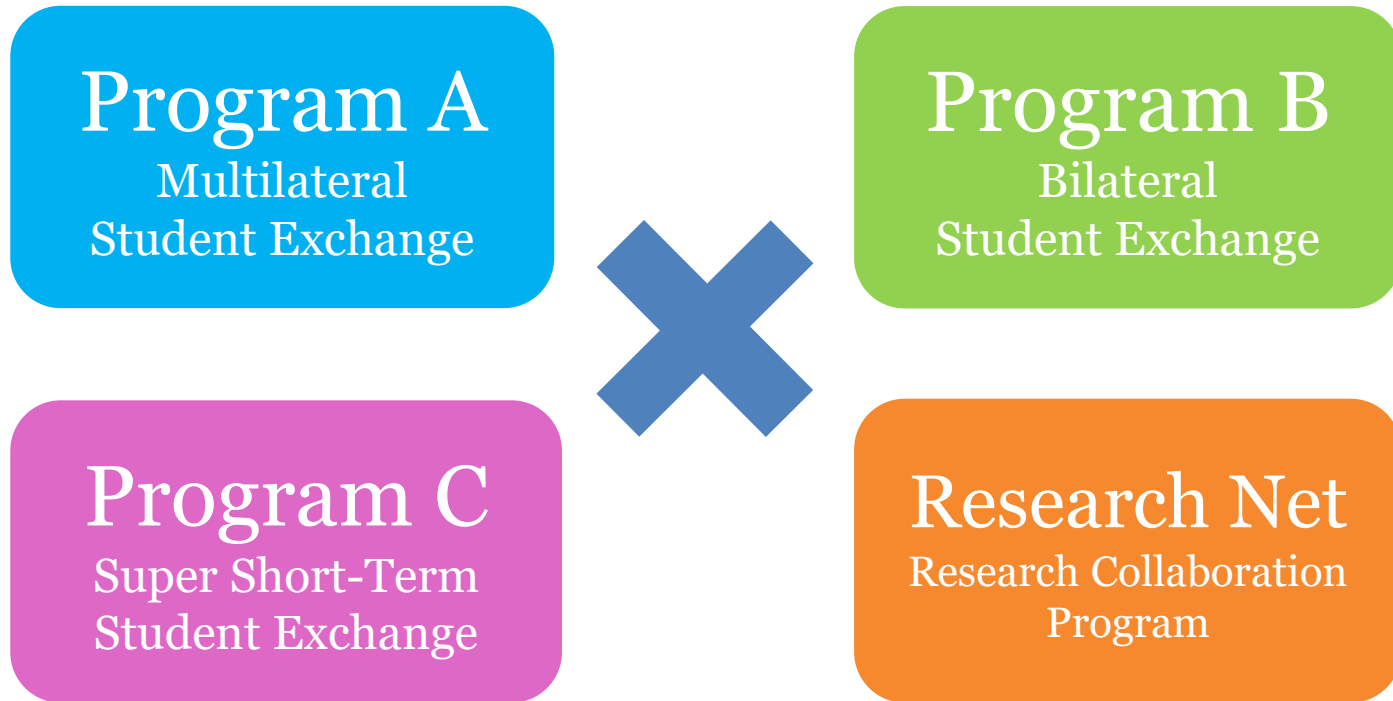 Program A
Multilateral
Student Exchange
Program B
Bilateral
Student Exchange
Program C
Super Short-Term
Student Exchange
Research Net
Research Collaboration
Program